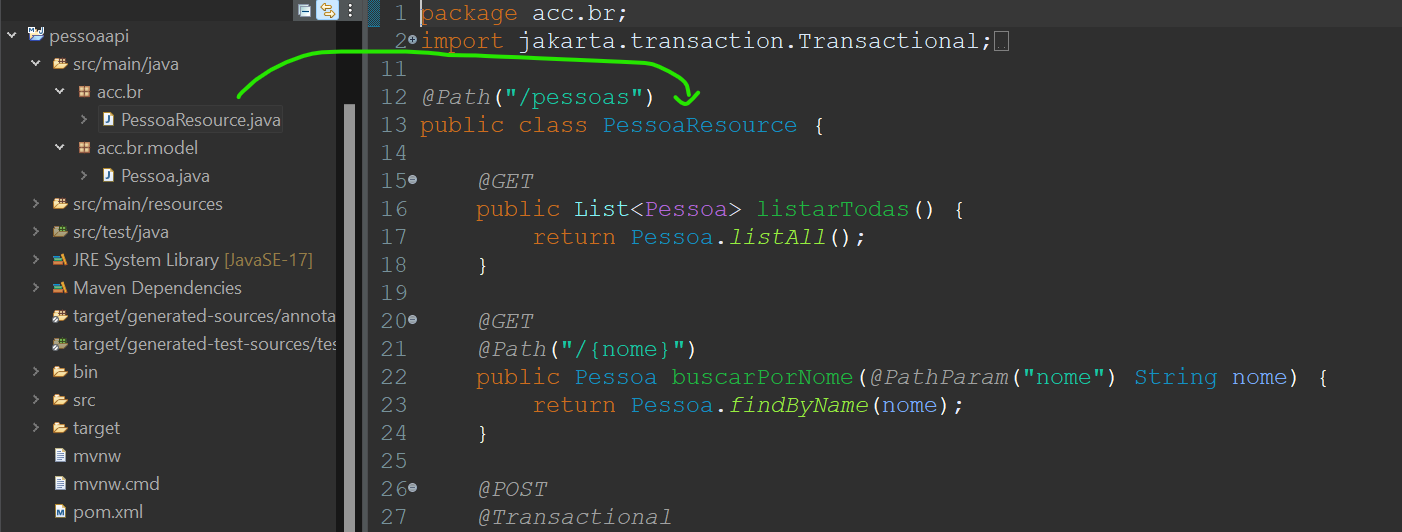 pessoaapi
src/main/java
acc.br
PessoaResource.java
acc.br.model
Pessoa.java
src/main/resources
src/test/java
JRE System Library [JavaSE-17]
Maven Dependencies
target/generated-sources/annota
target/generated-test-sources/tes
bin
src
target
mvnw
mvnw.cmd
pom.xml
1 package acc.br;
2 import jakarta.transaction.Transactional;
11
12 @Path("/pessoas")
13 public class PessoaResource {
14
15 @GET
16 public List<Pessoa> listarTodas() {
17 return Pessoa.listAll();
18 }
19
20 @GET
21 @Path("/{nome}")
22 public Pessoa buscarPorNome(@PathParam("nome") String nome) {
23 return Pessoa.findByName(nome);
24 }
25
26 @POST
27 @Transactional